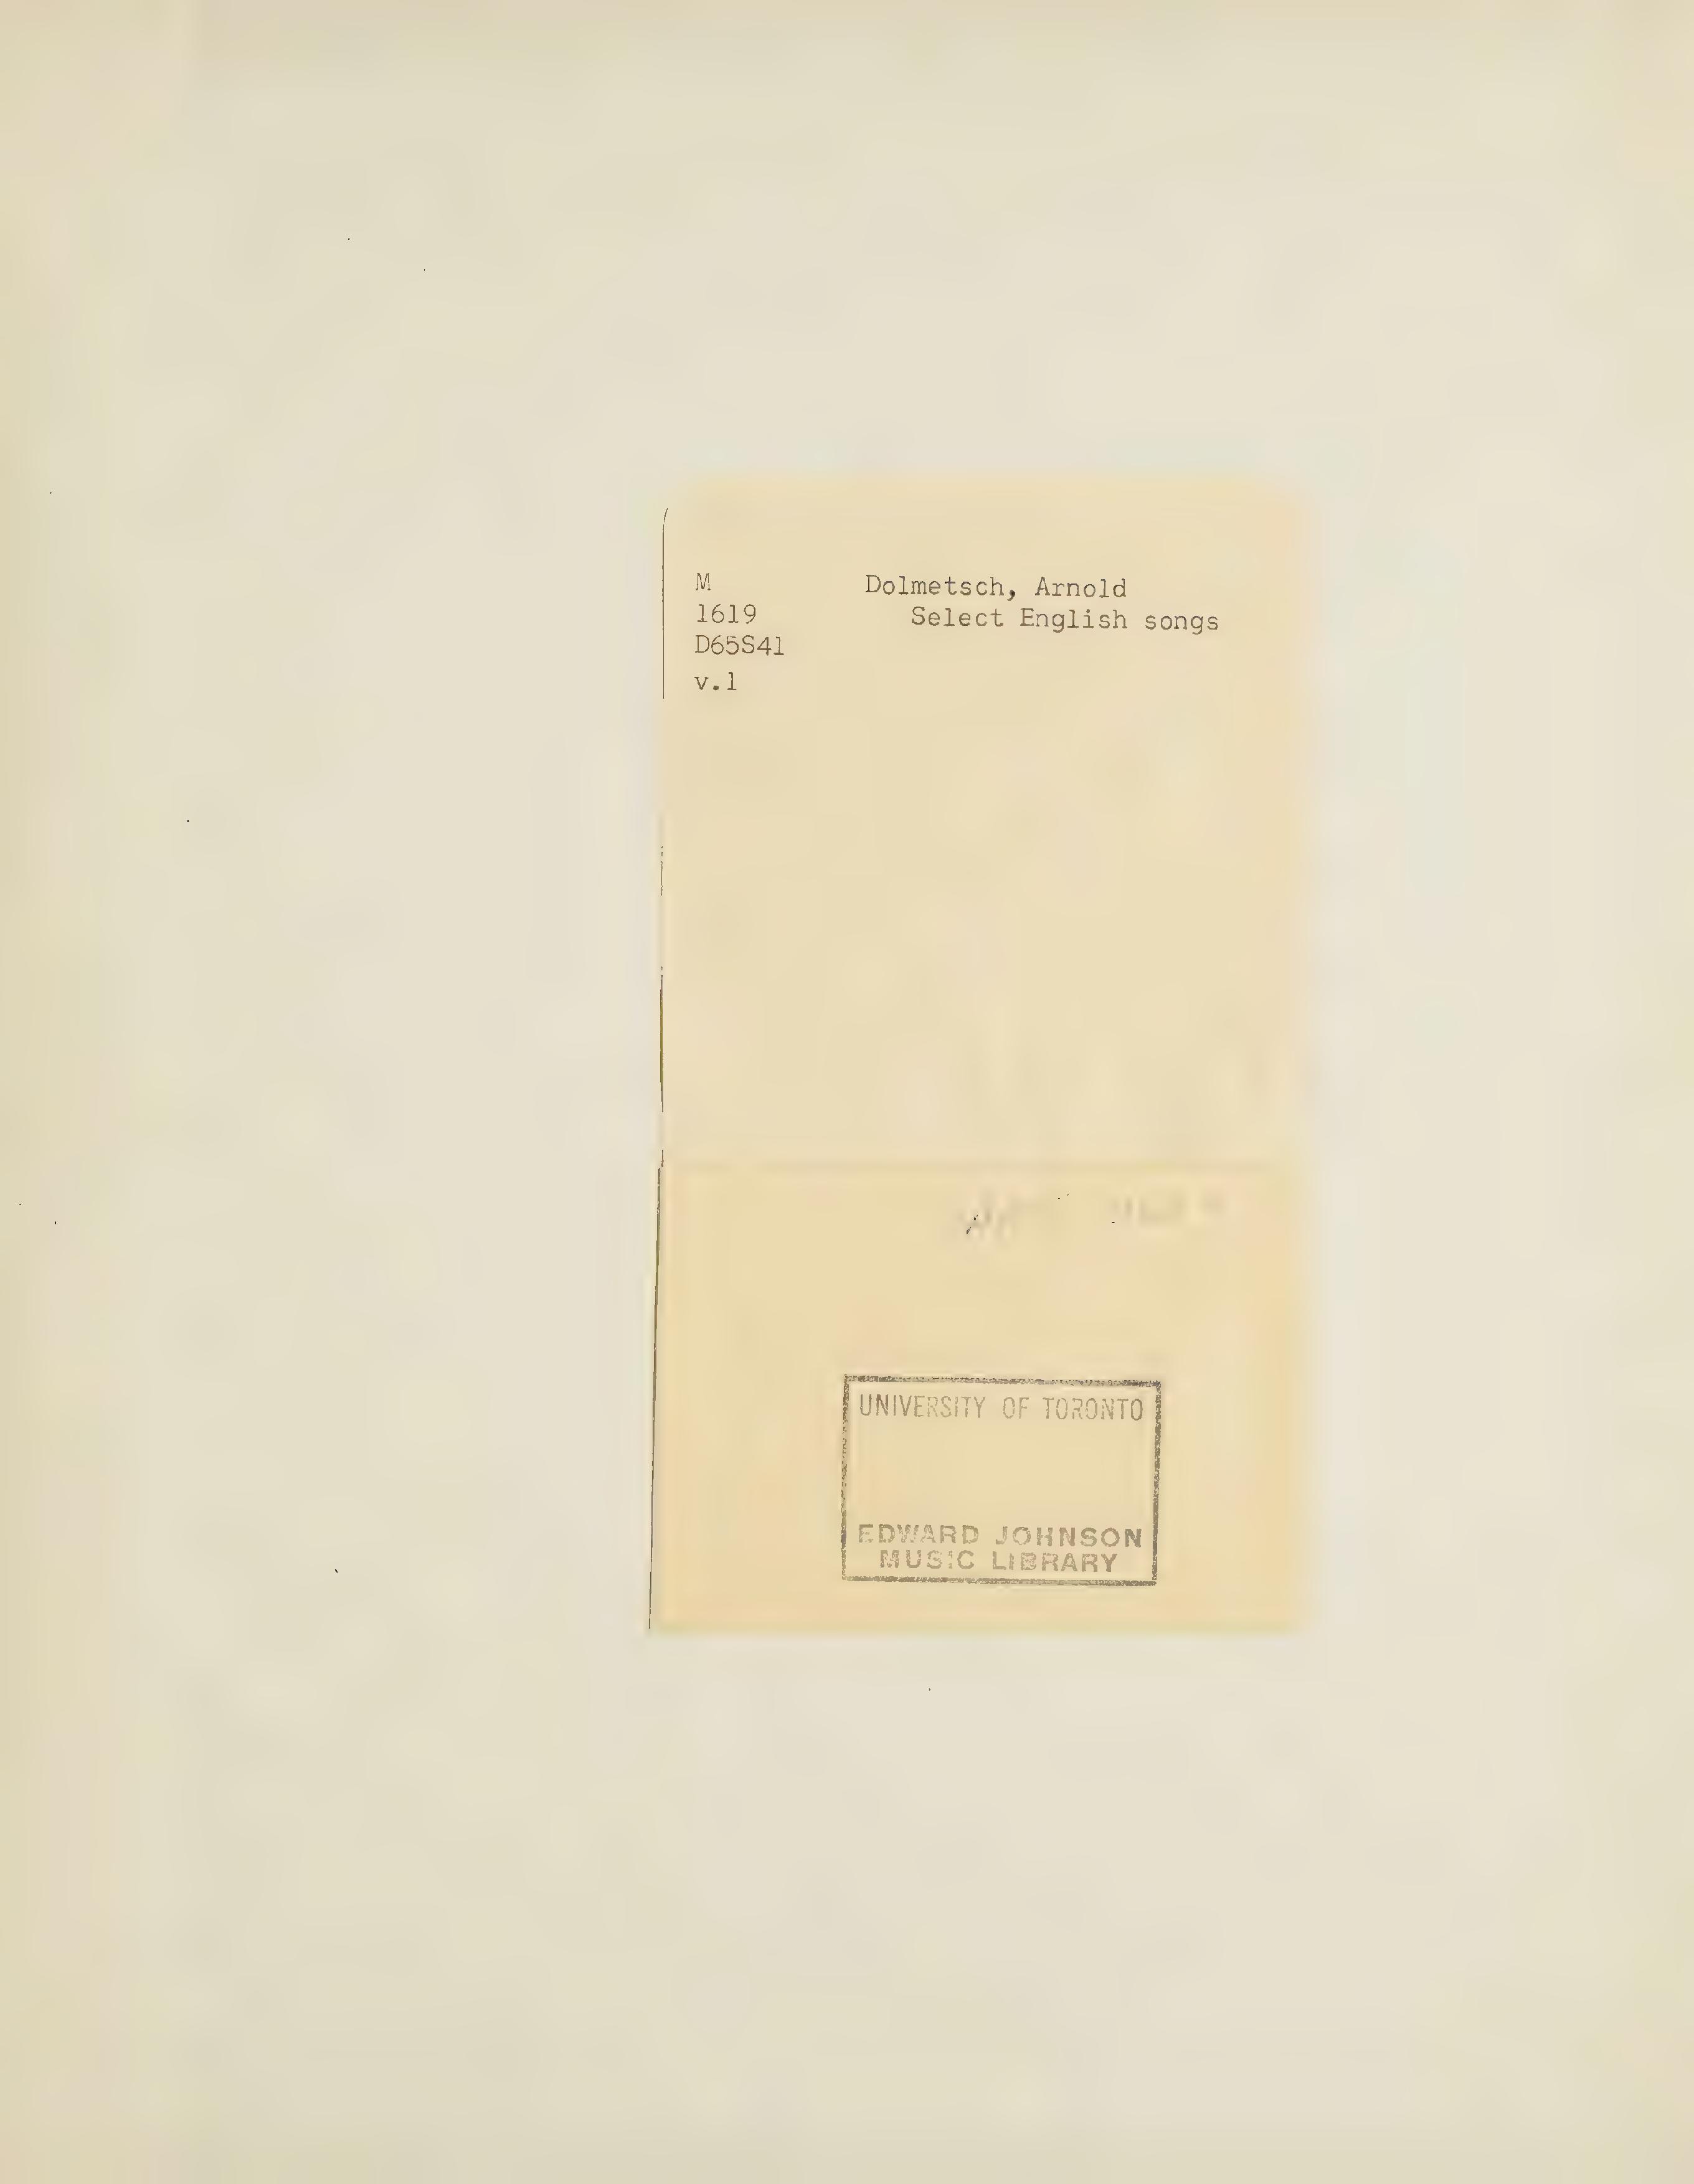 M
1619
D65S41
v.1
Dolmetsch, Arnold
Select English songs
UNIVERSITY OF TORONTO
EDWARD JOHNSON
MUSIC LIBRARY